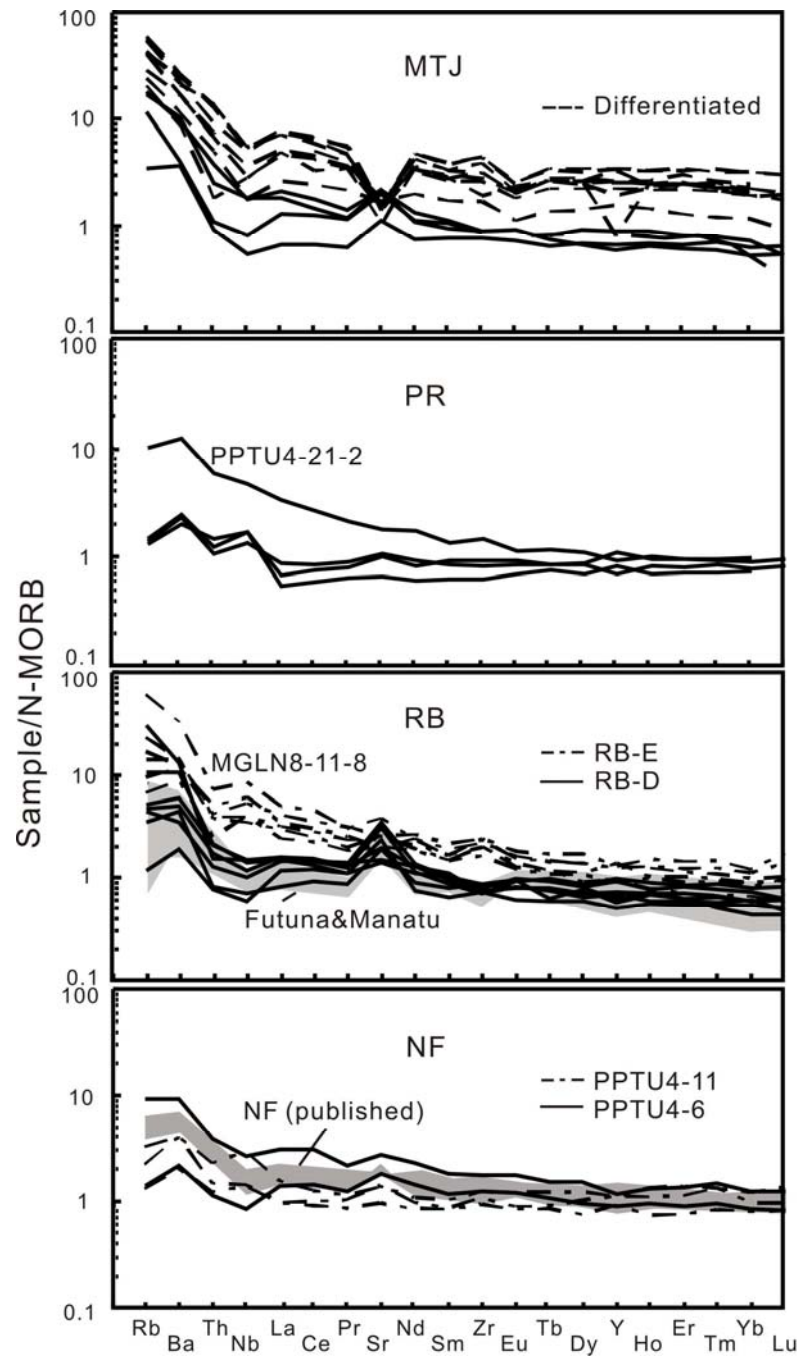 Sample/N-MORB
100
10
1
0.1
MTJ
Differentiated
100
10
1
0.1
PR
PPTU4-21-2
100
10
1
0.1
RB
MGLN8-11-8
RB-E
RB-D
Futuna&Manatu
100
10
1
0.1
NF
PPTU4-11
PPTU4-6
NF (published)
Rb Ba Th Nb La Ce Pr Sr Nd Sm Zr Eu Tb Dy Y Ho Er Tm Yb Lu